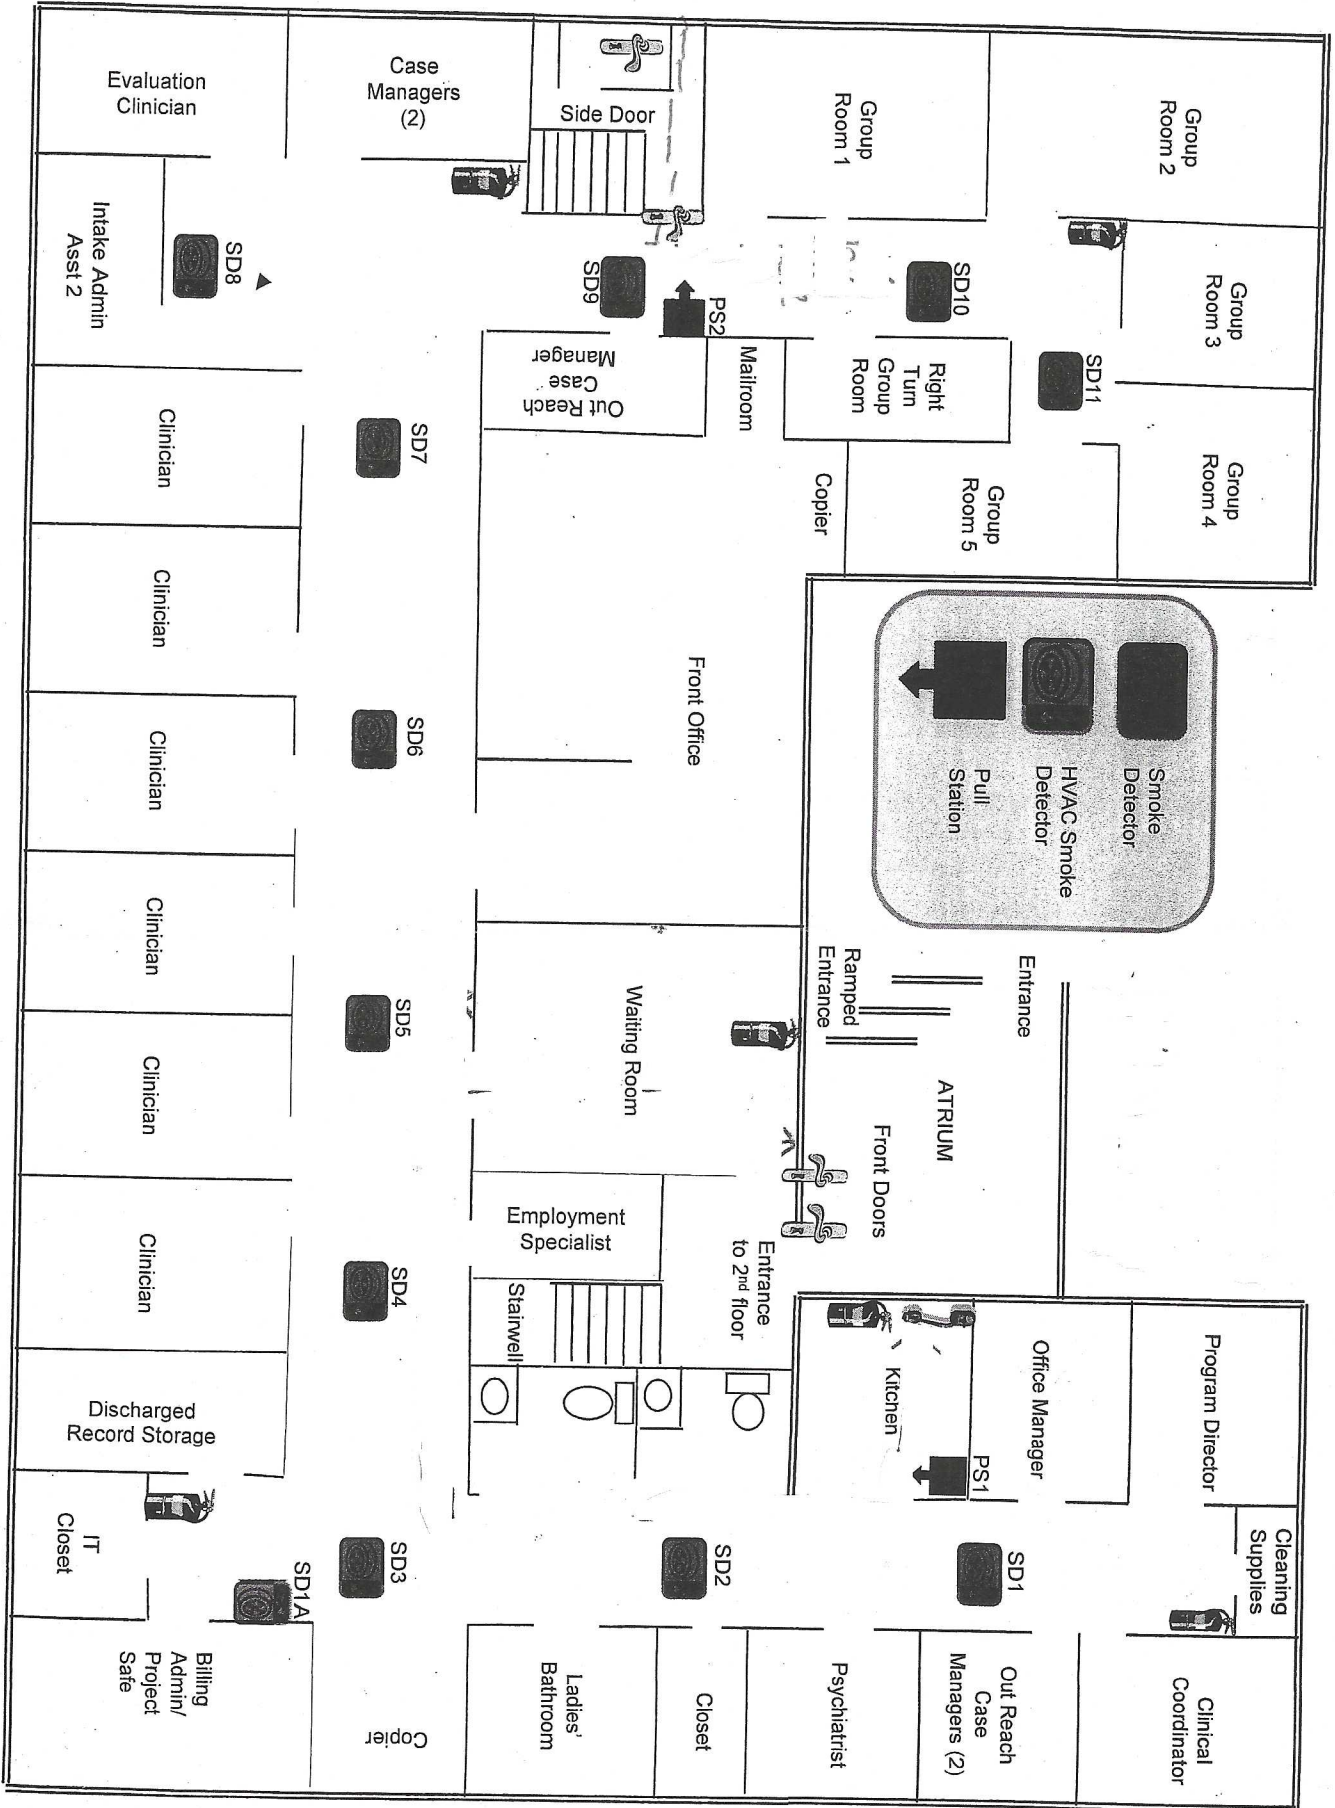 Evaluation
Clinician
Case
Managers
(2)
Side Door
Group
Room 1
Group
Room 2
Intake Admin
Asst 2
SD8
SD9
PS2
SD10
Group
Room 3
SD11
Out Reach
Case
Manager
Mailroom
Right
Turn
Group
Room
Group
Room 4
Clinician
SD7
Copier
Group
Room 5
Clinician
Front Office
Smoke
Detector
HVAC Smoke
Detector
Pull
Station
Clinician
SD6
Clinician
SD5
Waiting Room
Ramped
Entrance
Entrance
ATRIUM
Front Doors
Clinician
Clinician
SD4
Employment
Specialist
Entrance
to 2nd floor
Stairwell
Kitchen
Office Manager
Program Director
Discharged
Record Storage
PS1
IT
Closet
SD1A
SD3
SD2
SD1
Cleaning
Supplies
Billing
Admin/
Project
Safe
Copier
Ladies'
Bathroom
Closet
Psychiatrist
Out Reach
Case
Managers (2)
Clinical
Coordinator